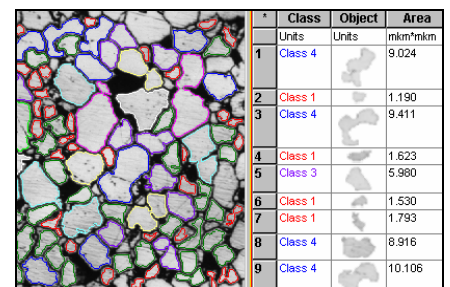 * Class Object Area
Units Units mkm*mkm
1 Class 4 9.024
2 Class 1 1.190
3 Class 4 9.411
4 Class 1 1.623
5 Class 3 5.980
6 Class 1 1.530
7 Class 1 1.793
8 Class 4 8.916
9 Class 4 10.106